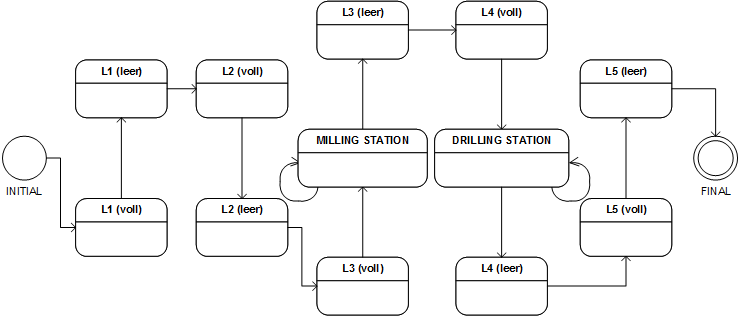 L3 (leer)
L4 (voll)
L1 (leer)
L2 (voll)
L5 (leer)
MILLING STATION
DRILLING STATION
INITIAL
FINAL
L1 (voll)
L2 (leer)
L5 (voll)
L3 (voll)
L4 (leer)